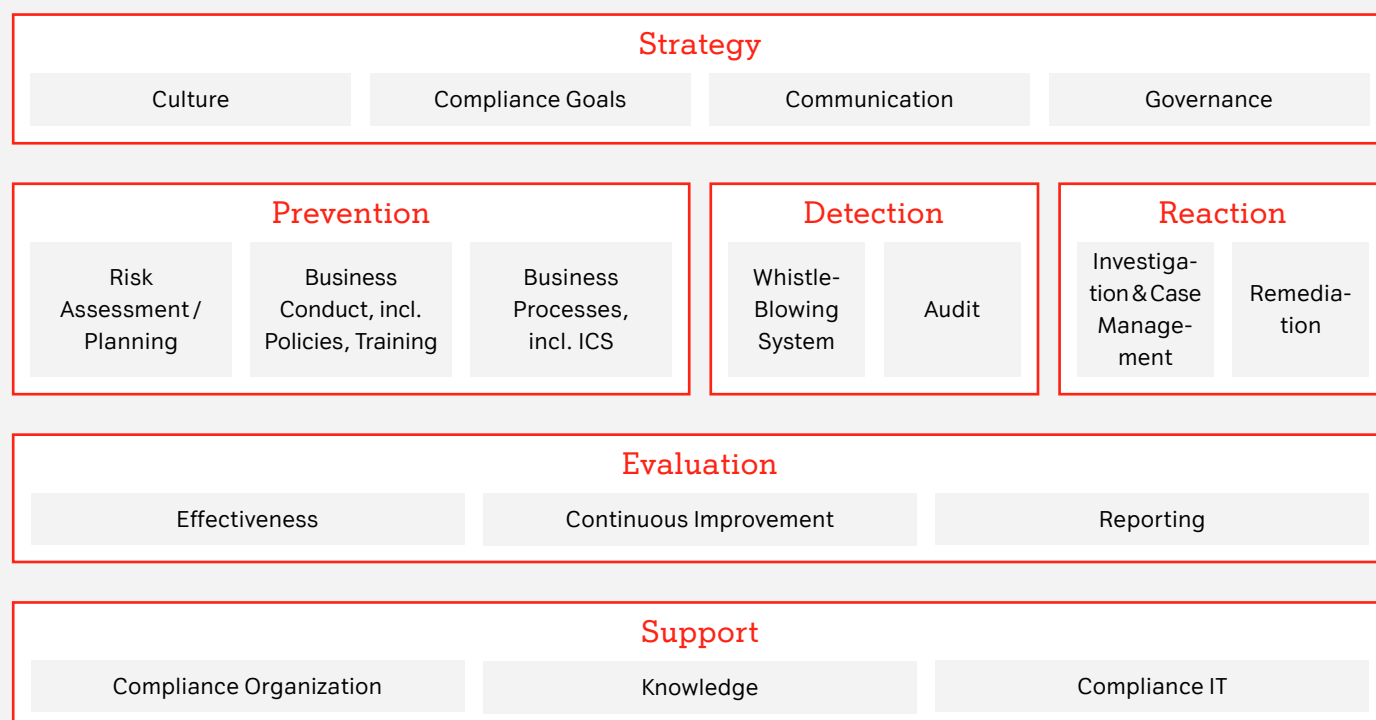 Strategy
Culture
Compliance Goals
Communication
Governance
Prevention
Risk
Assessment /
Planning
Business
Conduct, incl.
Policies, Training
Business
Processes,
incl. ICS
Detection
Whistle-
Blowing
System
Audit
Reaction
Investiga-
tion & Case
Manage-
ment
Remedia-
tion
Evaluation
Effectiveness
Continuous Improvement
Reporting
Support
Compliance Organization
Knowledge
Compliance IT